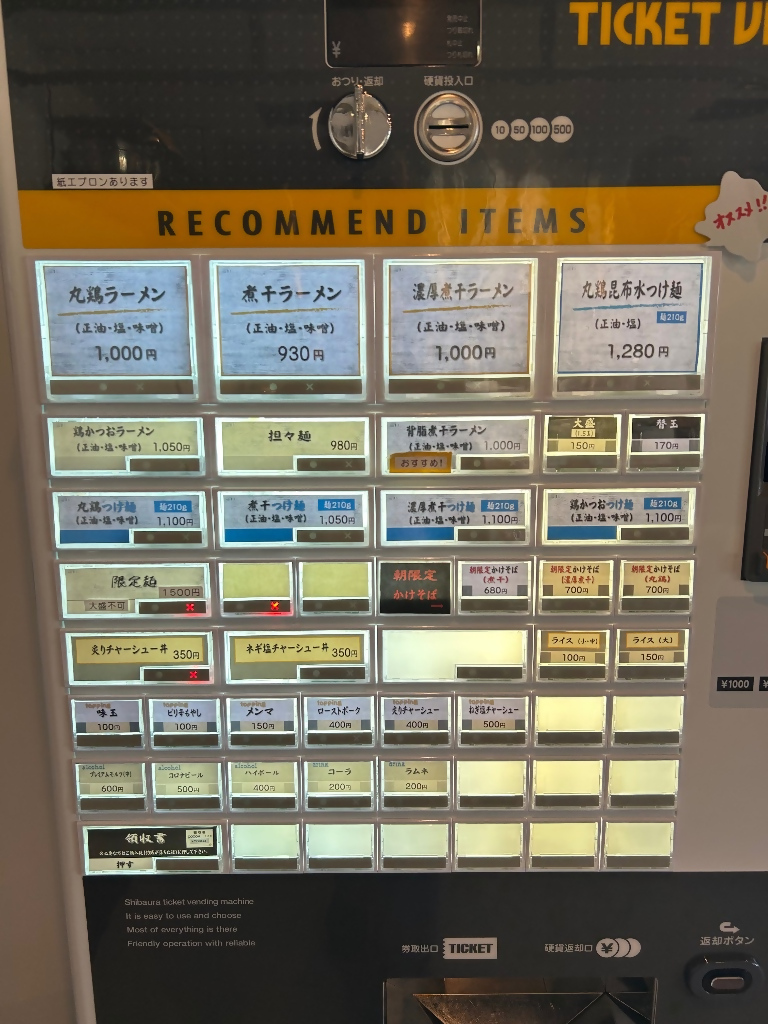 TICKET
¥
おつり・返却
硬貨投入口
10 50 100 500
紙エプロンあります
RECOMMEND ITEMS
オススメ!!
丸鶏ラーメン
(正油・塩・味噌)
1,000円
煮干ラーメン
(正油・塩・味噌)
930円
濃厚煮干ラーメン
(正油・塩・味噌)
1,000円
丸鶏昆布水つけ麺
麺210g
(正油・塩)
1,280円
鶏かつおラーメン
(正油・塩・味噌) 1,050円
担々麺
980円
背脂煮干ラーメン
(正油・塩・味噌) 1,000円
おすすめ!
大盛
150円
替玉
170円
丸鶏つけ麺 麺210g
(正油・塩・味噌) 1,100円
煮干つけ麺 麺210g
(正油・塩・味噌) 1,050円
濃厚煮干つけ麺 麺210g
(正油・塩・味噌) 1,100円
鶏かつおつけ麺 麺210g
(正油・塩・味噌) 1,100円
限定麺
1500円
大盛不可
朝限定
かけそば
朝限定かけそば
(煮干)
680円
朝限定かけそば
(濃厚煮干)
700円
朝限定かけそば
(丸鶏)
700円
炙りチャーシュー丼 350円
ネギ塩チャーシュー丼 350円
ライス(小・中)
100円
ライス(大)
150円
topping
味玉
100円
topping
ピリ辛もやし
100円
topping
メンマ
150円
topping
ローストポーク
400円
topping
炙りチャーシュー
400円
topping
ねぎ塩チャーシュー
500円
alcohol
プレミアムモルツ(中)
600円
alcohol
コロナビール
500円
alcohol
ハイボール
400円
drink
コーラ
200円
drink
ラムネ
200円
領収書
押す
Shibaura ticket vending machine
It is easy to use and choose
Most of everything is there
Friendly operation with reliable
券取出口 TICKET
硬貨返却口 ¥
返却ボタン
¥1000